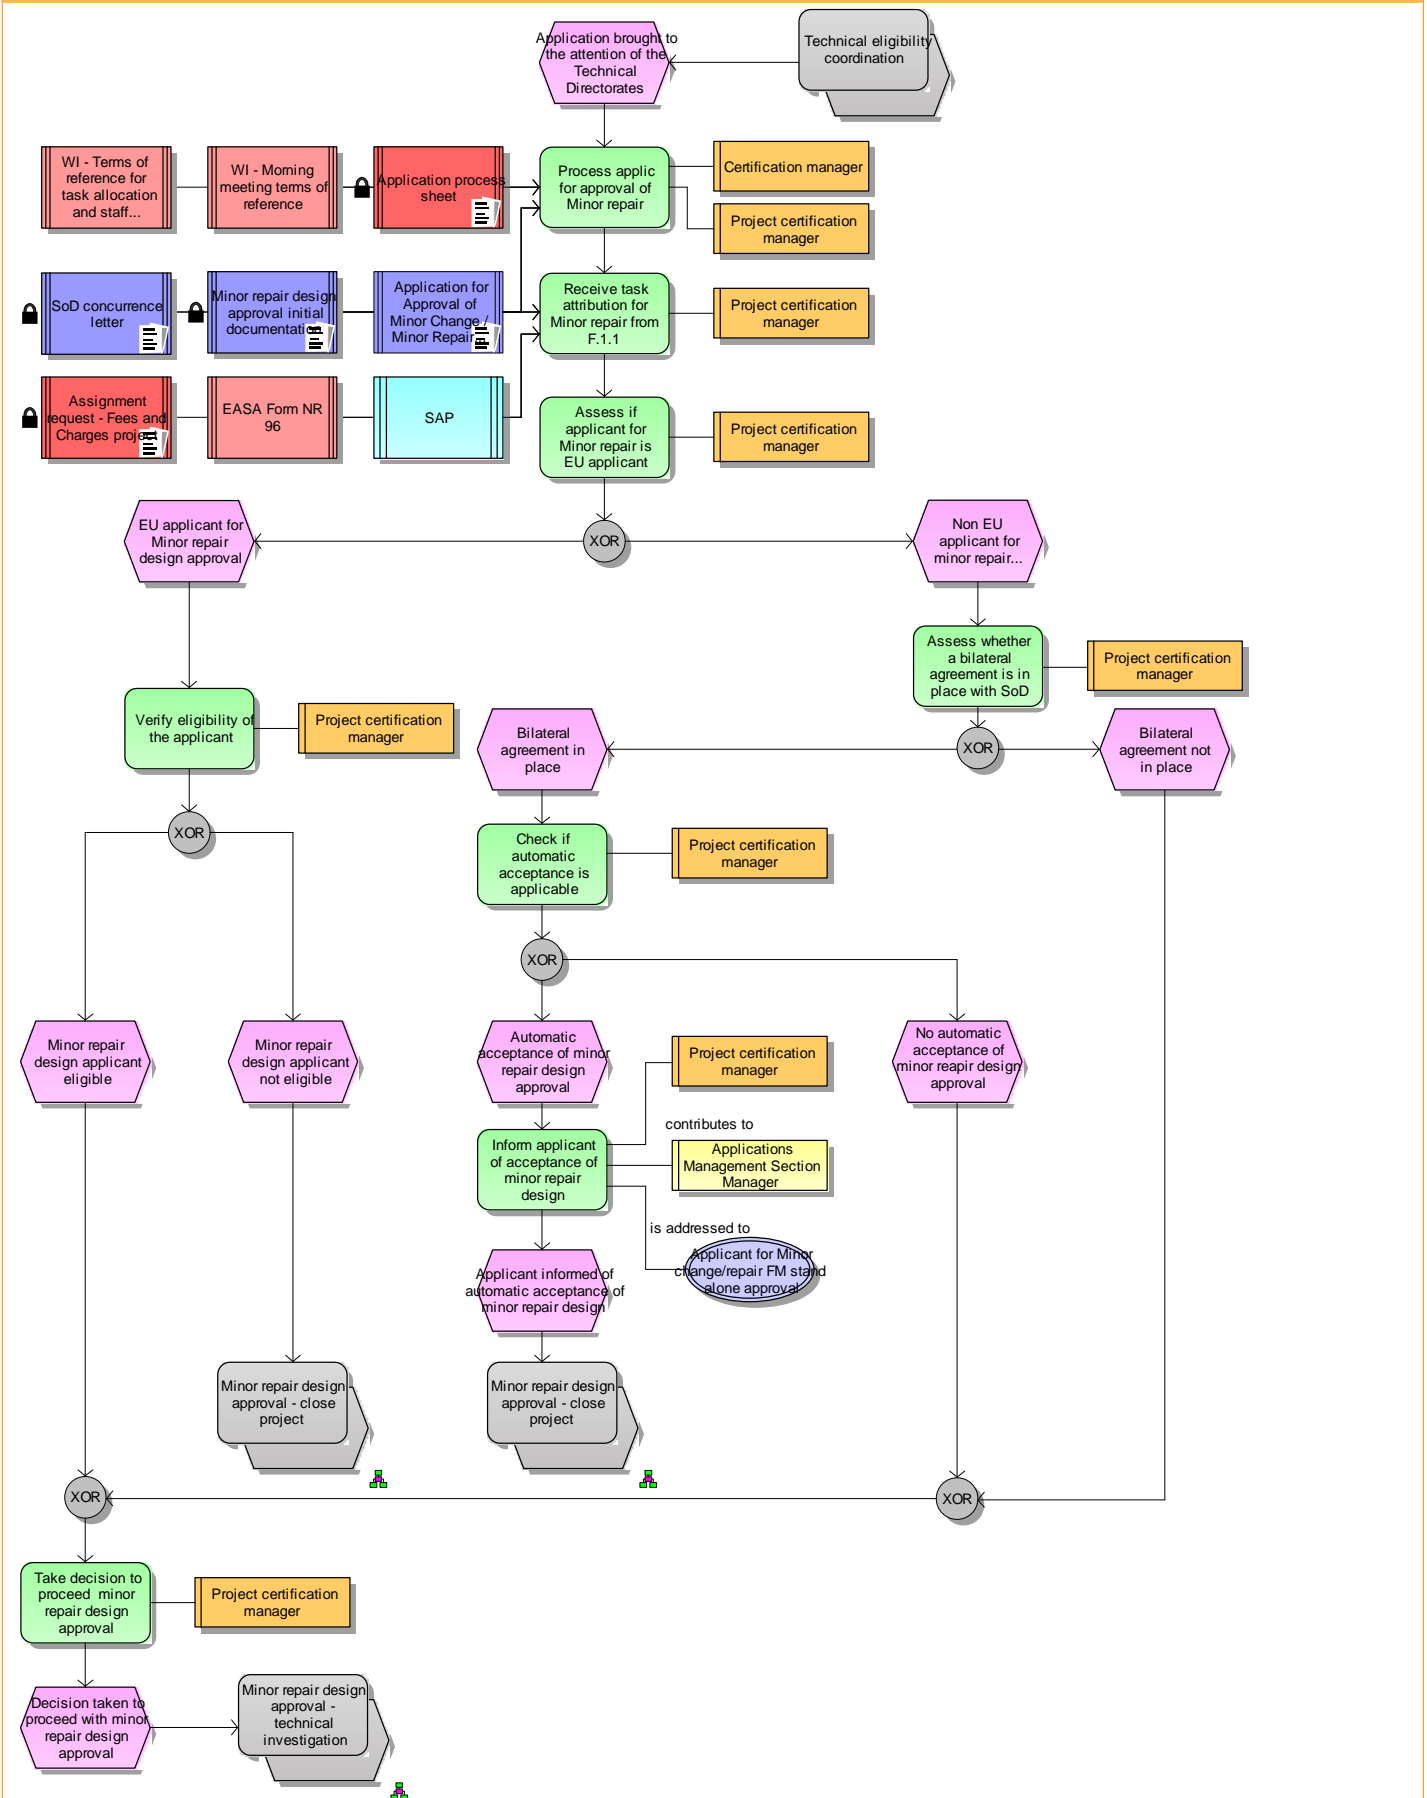 Application brought to
the attention of the
Technical
Directorates
Technical eligibility
coordination
WI - Terms of
reference for
task allocation
and staff...
WI - Morning
meeting terms of
reference
Application process
sheet
Process applic
for approval of
Minor repair
Certification manager
Project certification
manager
SoD concurrence
letter
Minor repair design
approval initial
documentation
Application for
Approval of
Minor Change /
Minor Repair
Receive task
attribution for
Minor repair from
F.1.1
Project certification
manager
Assignment
request - Fees and
Charges project
EASA Form NR
96
SAP
Assess if
applicant for
Minor repair is
EU applicant
Project certification
manager
EU applicant for
Minor repair
design approval
XOR
Non EU
applicant for
minor repair...
Assess whether
a bilateral
agreement is in
place with SoD
Project certification
manager
Verify eligibility of
the applicant
Project certification
manager
Bilateral
agreement in
place
XOR
Bilateral
agreement not
in place
XOR
Check if
automatic
acceptance is
applicable
Project certification
manager
XOR
Minor repair
design applicant
eligible
Minor repair
design applicant
not eligible
Automatic
acceptance of minor
repair design
approval
Project certification
manager
No automatic
acceptance of
minor reapir design
approval
contributes to
Inform applicant
of acceptance of
minor repair
design
Applications
Management Section
Manager
is addressed to
Applicant for Minor
change/repair FM stand
alone approval
Applicant informed of
automatic acceptance of
minor repair design
Minor repair design
approval - close
project
Minor repair design
approval - close
project
XOR
XOR
Take decision to
proceed minor
repair design
approval
Project certification
manager
Decision taken to
proceed with minor
repair design
approval
Minor repair design
approval -
technical
investigation